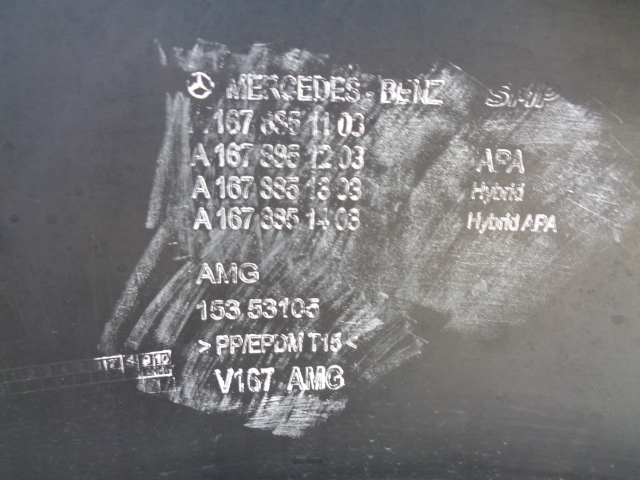 MERCEDES-BENZ SMP
A 167 885 11 03
A 167 885 12 03 APA
A 167 885 13 03 Hybrid
A 167 885 14 03 Hybrid APA
AMG
153 53105
>PP/EPDM T15<
V167 AMG